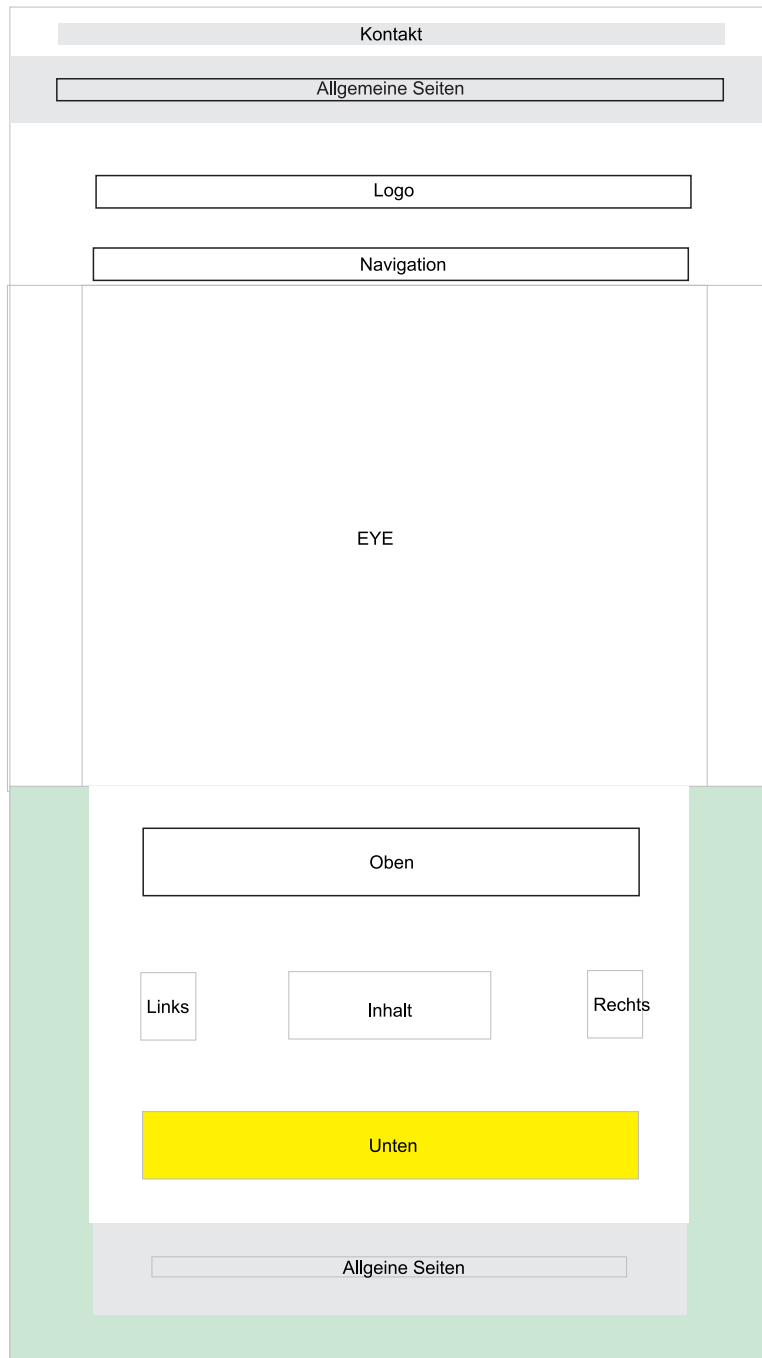 Kontakt
Allgemeine Seiten
Logo
Navigation
EYE
Oben
Links
Inhalt
Rechts
Unten
Allgeine Seiten